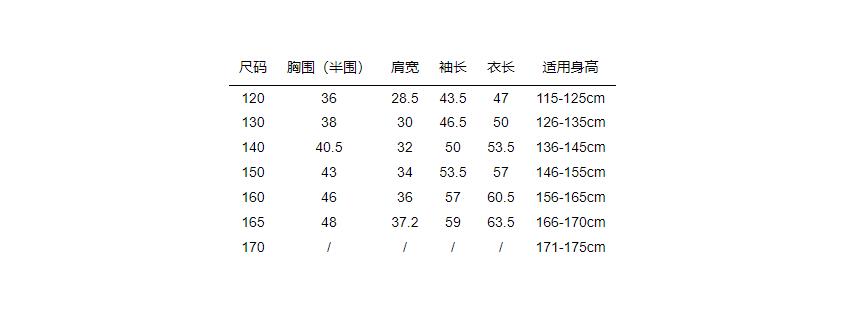 尺码 胸围（半围） 肩宽 袖长 衣长 适用身高
120 36 28.5 43.5 47 115-125cm
130 38 30 46.5 50 126-135cm
140 40.5 32 50 53.5 136-145cm
150 43 34 53.5 57 146-155cm
160 46 36 57 60.5 156-165cm
165 48 37.2 59 63.5 166-170cm
170 / / / / 171-175cm